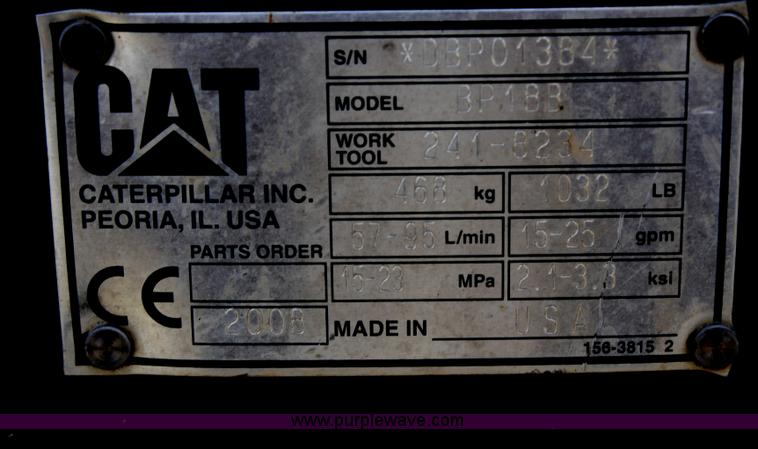 CAT
CATERPILLAR INC.
PEORIA, IL. USA
S/N *DBP01384*
MODEL BP18B
WORK TOOL 241-8234
468 kg 1032 LB
57-95 L/min 15-25 gpm
PARTS ORDER
15-23 MPa 2.1-3.3 ksi
CE
2008 MADE IN USA
156-3815 2
www.purplewave.com